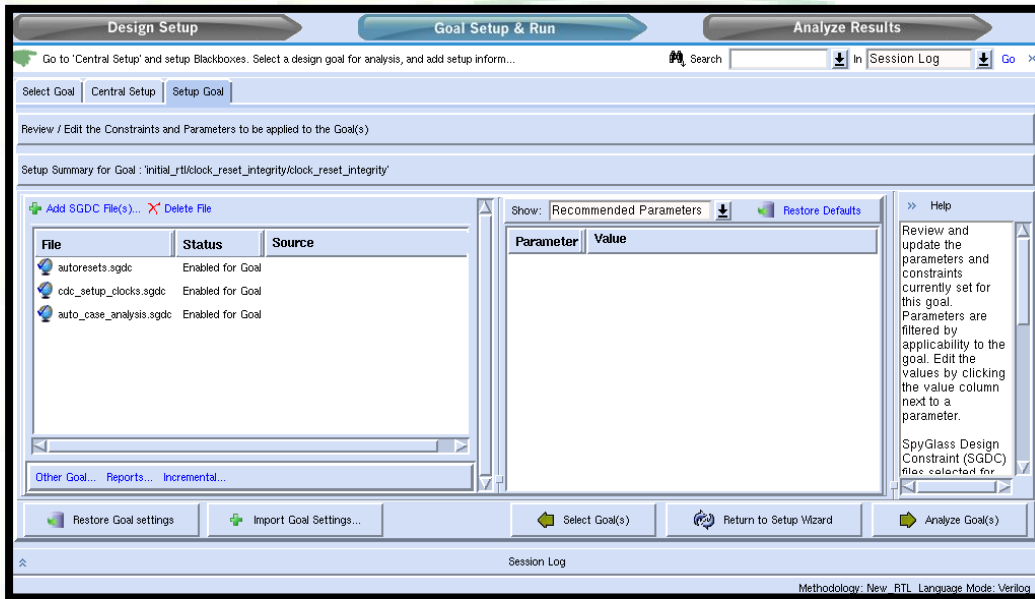 Design Setup
Goal Setup & Run
Analyze Results
Go to 'Central Setup' and setup Blackboxes. Select a design goal for analysis, and add setup inform...
Search
In
Session Log
Go
Select Goal
Central Setup
Setup Goal
Review / Edit the Constraints and Parameters to be applied to the Goal(s)
Setup Summary for Goal : 'initial_rtl/clock_reset_integrity/clock_reset_integrity'
Add SGDC File(s)... Delete File
File Status Source
autoresets.sgdc Enabled for Goal
cdc_setup_clocks.sgdc Enabled for Goal
auto_case_analysis.sgdc Enabled for Goal
Other Goal... Reports... Incremental...
Show: Recommended Parameters Restore Defaults
Parameter Value
» Help
Review and
update the
parameters and
constraints
currently set for
this goal.
Parameters are
filtered by
applicability to the
goal. Edit the
values by clicking
the value column
next to a
parameter.
SpyGlass Design
Constraint (SGDC)
files selected for
Restore Goal settings
Import Goal Settings...
Select Goal(s)
Return to Setup Wizard
Analyze Goal(s)
Session Log
Methodology: New_RTL Language Mode: Verilog